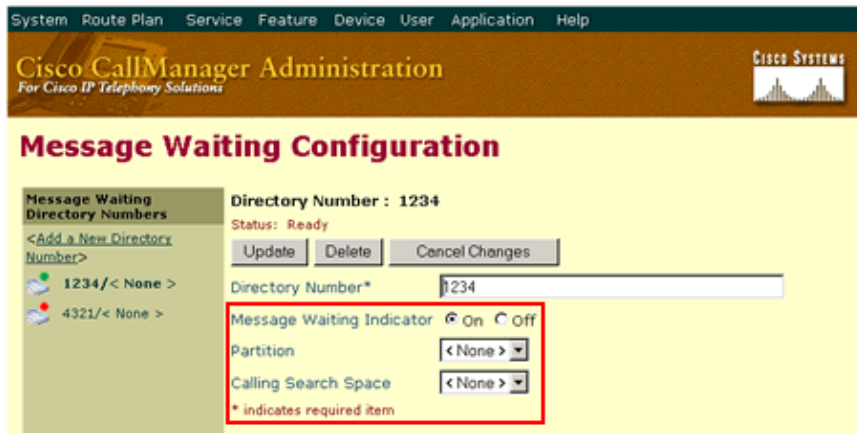 System Route Plan Service Feature Device User Application Help
Cisco CallManager Administration
For Cisco IP Telephony Solutions
CISCO SYSTEMS
Message Waiting Configuration
Message Waiting
Directory Numbers
<Add a New Directory
Number>
1234/< None >
4321/< None >
Directory Number : 1234
Status: Ready
Update Delete Cancel Changes
Directory Number* 1234
Message Waiting Indicator On Off
Partition < None >
Calling Search Space < None >
* indicates required item